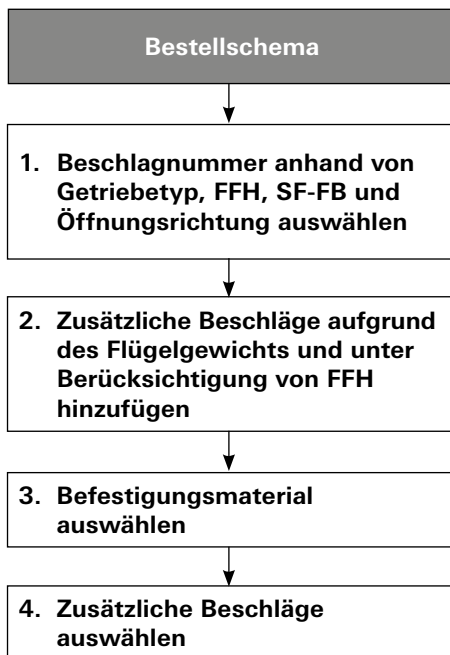 Bestellschema
1. Beschlagnummer anhand von
Getriebetyp, FFH, SF-FB und
Öffnungsrichtung auswählen
2. Zusätzliche Beschläge aufgrund
des Flügelgewichts und unter
Berücksichtigung von FFH
hinzufügen
3. Befestigungsmaterial
auswählen
4. Zusätzliche Beschläge
auswählen